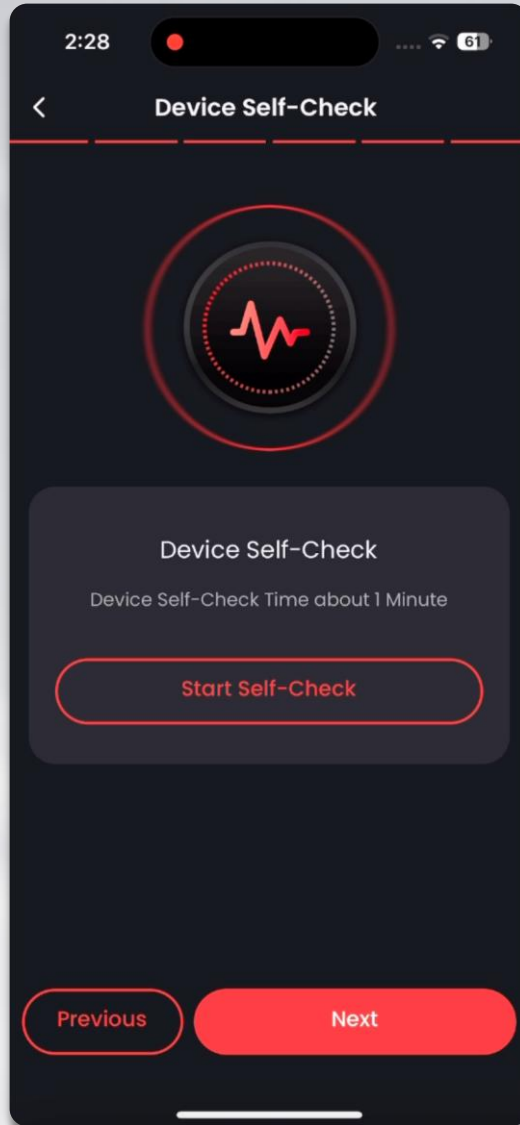 2:28
61
Device Self-Check
Device Self-Check
Device Self-Check Time about 1 Minute
Start Self-Check
Previous
Next